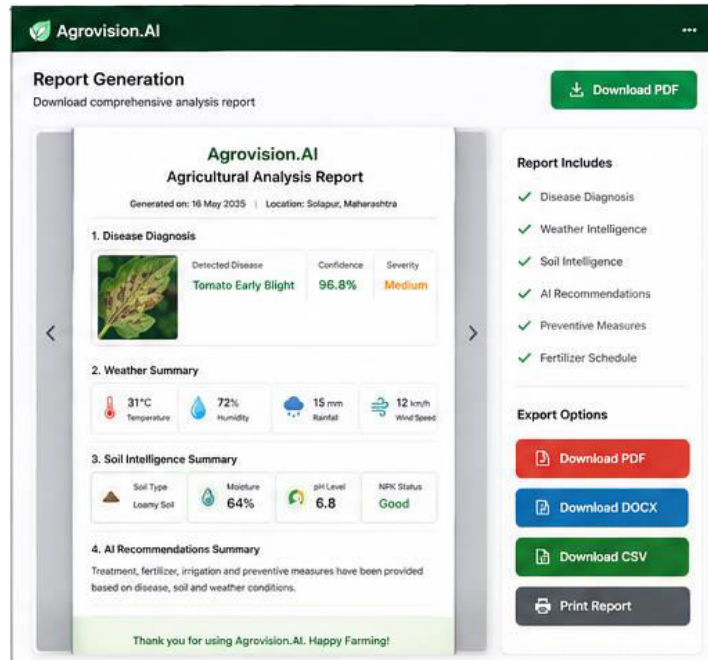 Agrovision.AI
Report Generation
Download comprehensive analysis report
Download PDF
Agrovision.AI
Agricultural Analysis Report
Generated on: 16 May 2035 | Location: Solapur, Maharashtra
1. Disease Diagnosis
Detected Disease Confidence Severity
Tomato Early Blight 96.8% Medium
2. Weather Summary
31°C 72% 15 mm 12 km/h
Temperature Humidity Rainfall Wind Speed
3. Soil Intelligence Summary
Soil Type Moisture pH Level NPK Status
Loamy Soil 64% 6.8 Good
4. AI Recommendations Summary
Treatment, fertilizer, irrigation and preventive measures have been provided
based on disease, soil and weather conditions.
Thank you for using Agrovision.AI. Happy Farming!
Report Includes
Disease Diagnosis
Weather Intelligence
Soil Intelligence
AI Recommendations
Preventive Measures
Fertilizer Schedule
Export Options
Download PDF
Download DOCX
Download CSV
Print Report